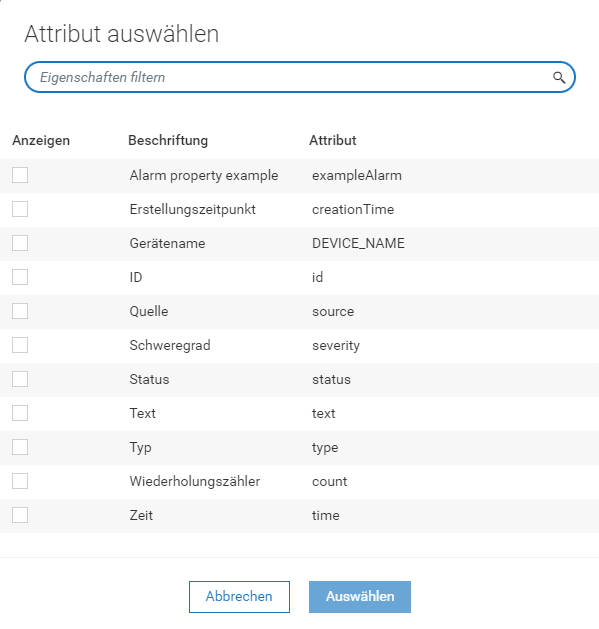 Attribut auswählen
Eigenschaften filtern
Anzeigen Beschriftung Attribut
Alarm property example exampleAlarm
Erstellungszeitpunkt creationTime
Gerätename DEVICE_NAME
ID id
Quelle source
Schweregrad severity
Status status
Text text
Typ type
Wiederholungszähler count
Zeit time
Abbrechen Auswählen